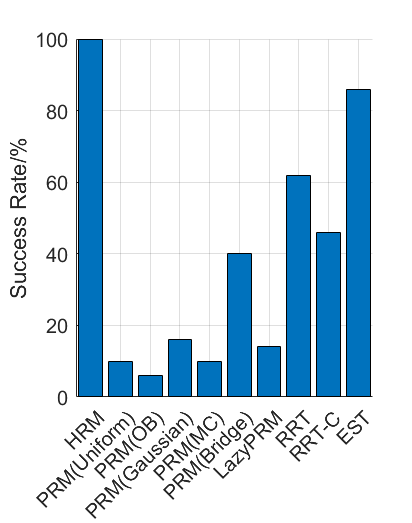 100
80
60
40
20
0
Success Rate/%
HRM
PRM(Uniform)
PRM(OB)
PRM(Gaussian)
PRM(MC)
PRM(Bridge)
LazyPRM
RRT
RRT-C
EST